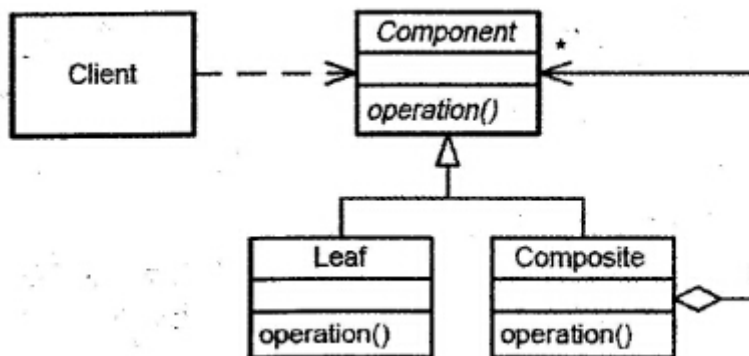 Component
*
Client
operation()
Leaf
Composite
operation()
operation()